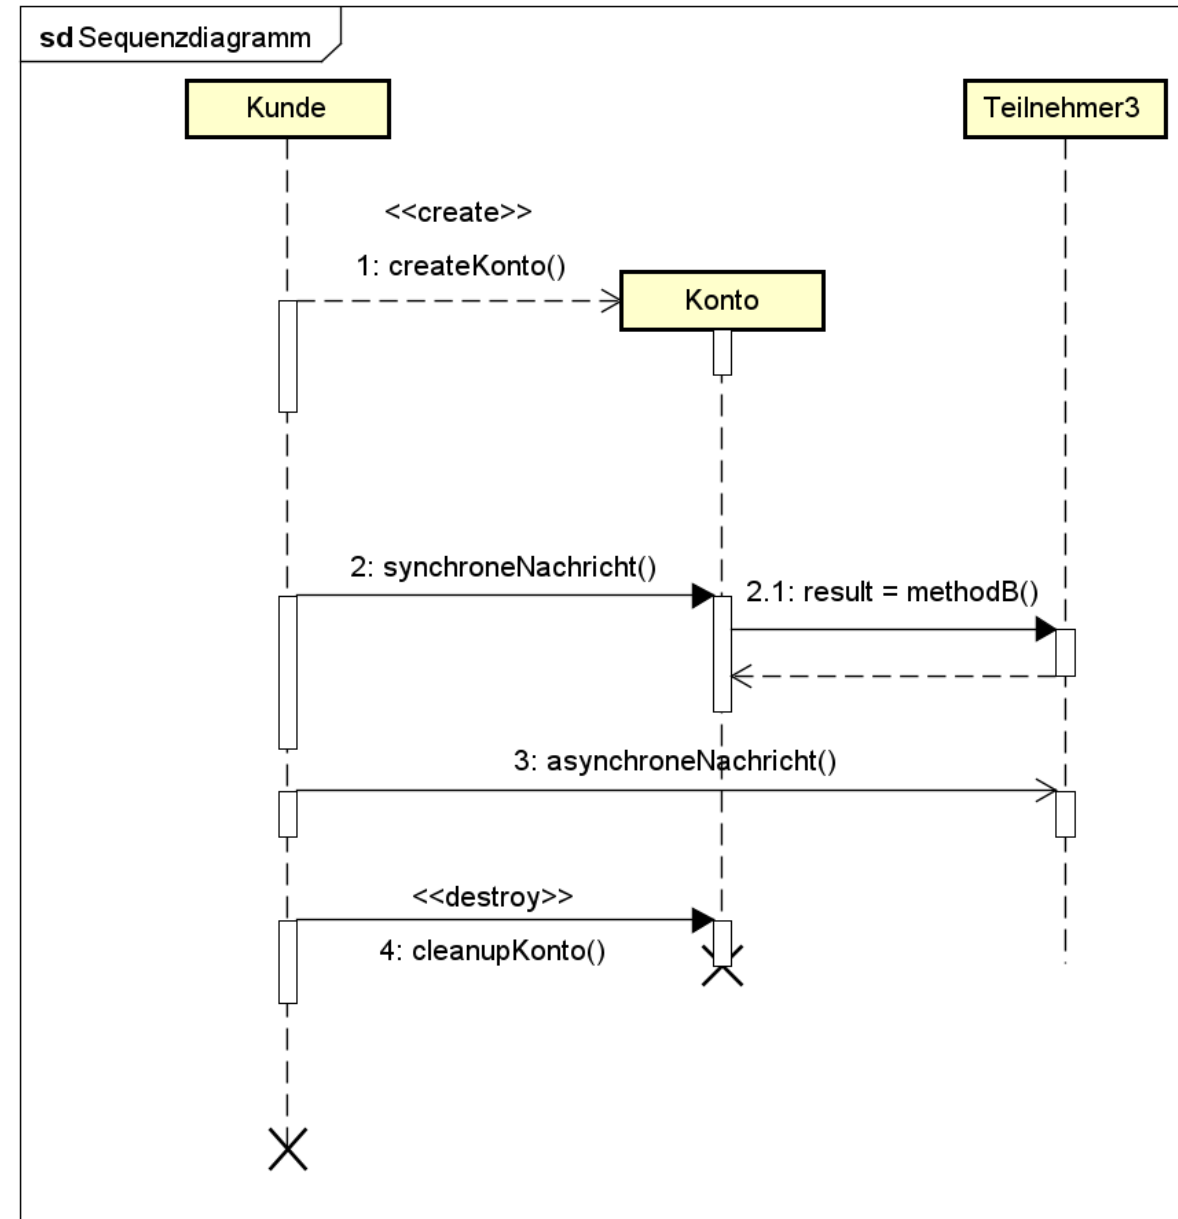 sd Sequenzdiagramm
Kunde
Teilnehmer3
<<create>>
1: createKonto()
Konto
2: synchroneNachricht()
2.1: result = methodB()
3: asynchroneNachricht()
<<destroy>>
4: cleanupKonto()